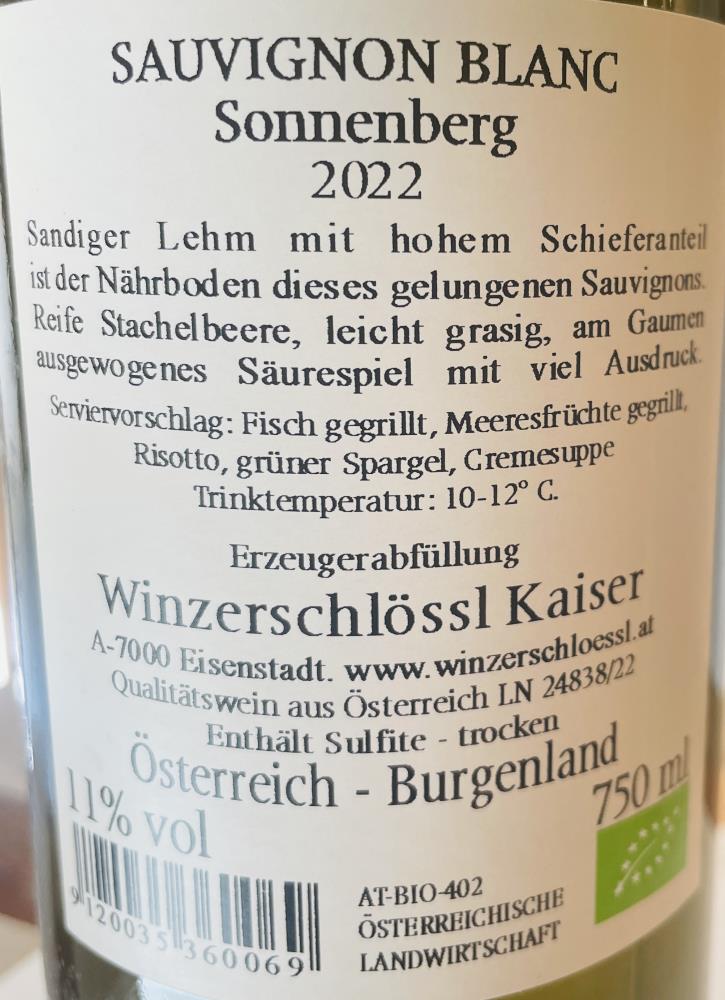 SAUVIGNON BLANC
Sonnenberg
2022
Sandiger Lehm mit hohem Schieferanteil
ist der Nährboden dieses gelungenen Sauvignons.
Reife Stachelbeere, leicht grasig, am Gaumen
ausgewogenes Säurespiel mit viel Ausdruck.
Serviervorschlag: Fisch gegrillt, Meeresfrüchte gegrillt,
Risotto, grüner Spargel, Cremesuppe
Trinktemperatur: 10-12° C.
Erzeugerabfüllung
Winzerschlössl Kaiser
A-7000 Eisenstadt. www.winzerschloessl.at
Qualitätswein aus Österreich LN 24838/22
Enthält Sulfite - trocken
Österreich - Burgenland
11% vol 750 ml
9120035360069
AT-BIO-402
ÖSTERREICHISCHE
LANDWIRTSCHAFT